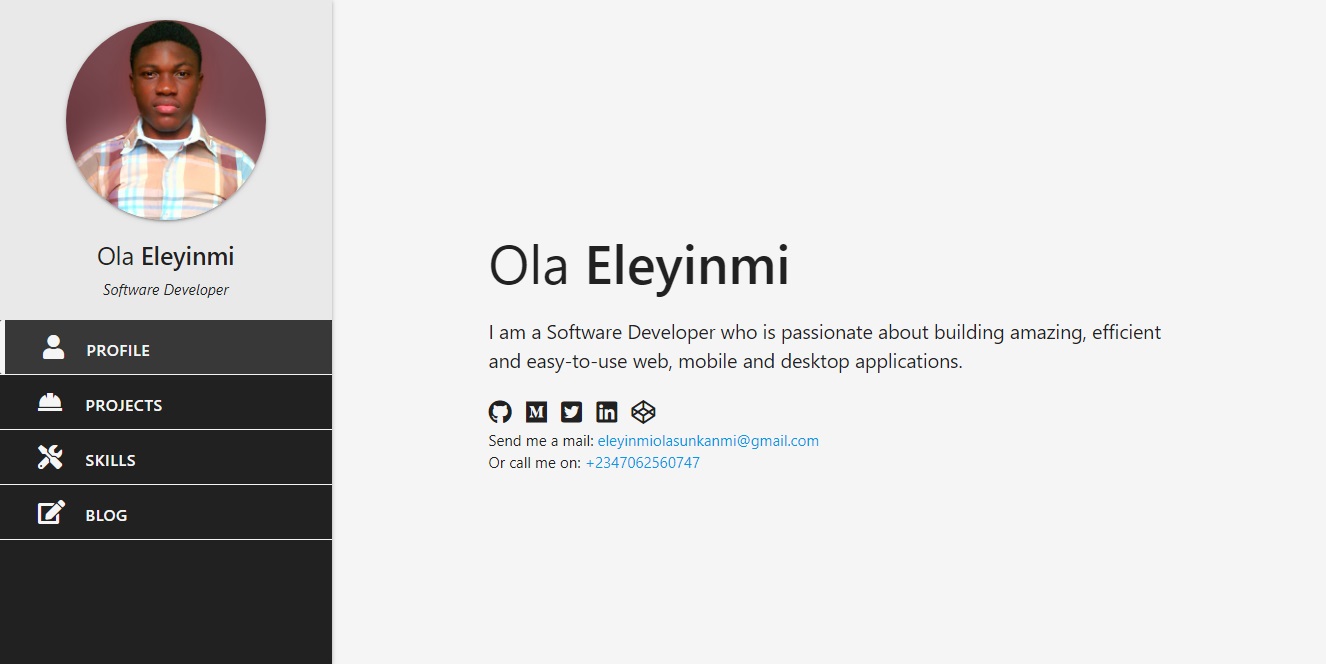 Ola Eleyinmi
Software Developer
PROFILE
PROJECTS
SKILLS
BLOG
Ola Eleyinmi
I am a Software Developer who is passionate about building amazing, efficient
and easy-to-use web, mobile and desktop applications.
Send me a mail: eleyinmiolasunkanmi@gmail.com
Or call me on: +2347062560747